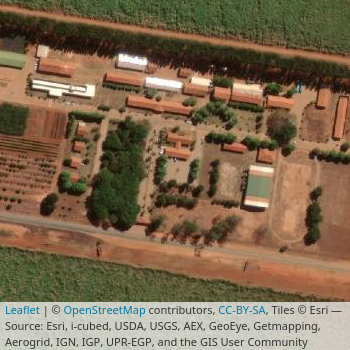 Leaflet | © OpenStreetMap contributors, CC-BY-SA, Tiles © Esri —
Source: Esri, i-cubed, USDA, USGS, AEX, GeoEye, Getmapping,
Aerogrid, IGN, IGP, UPR-EGP, and the GIS User Community